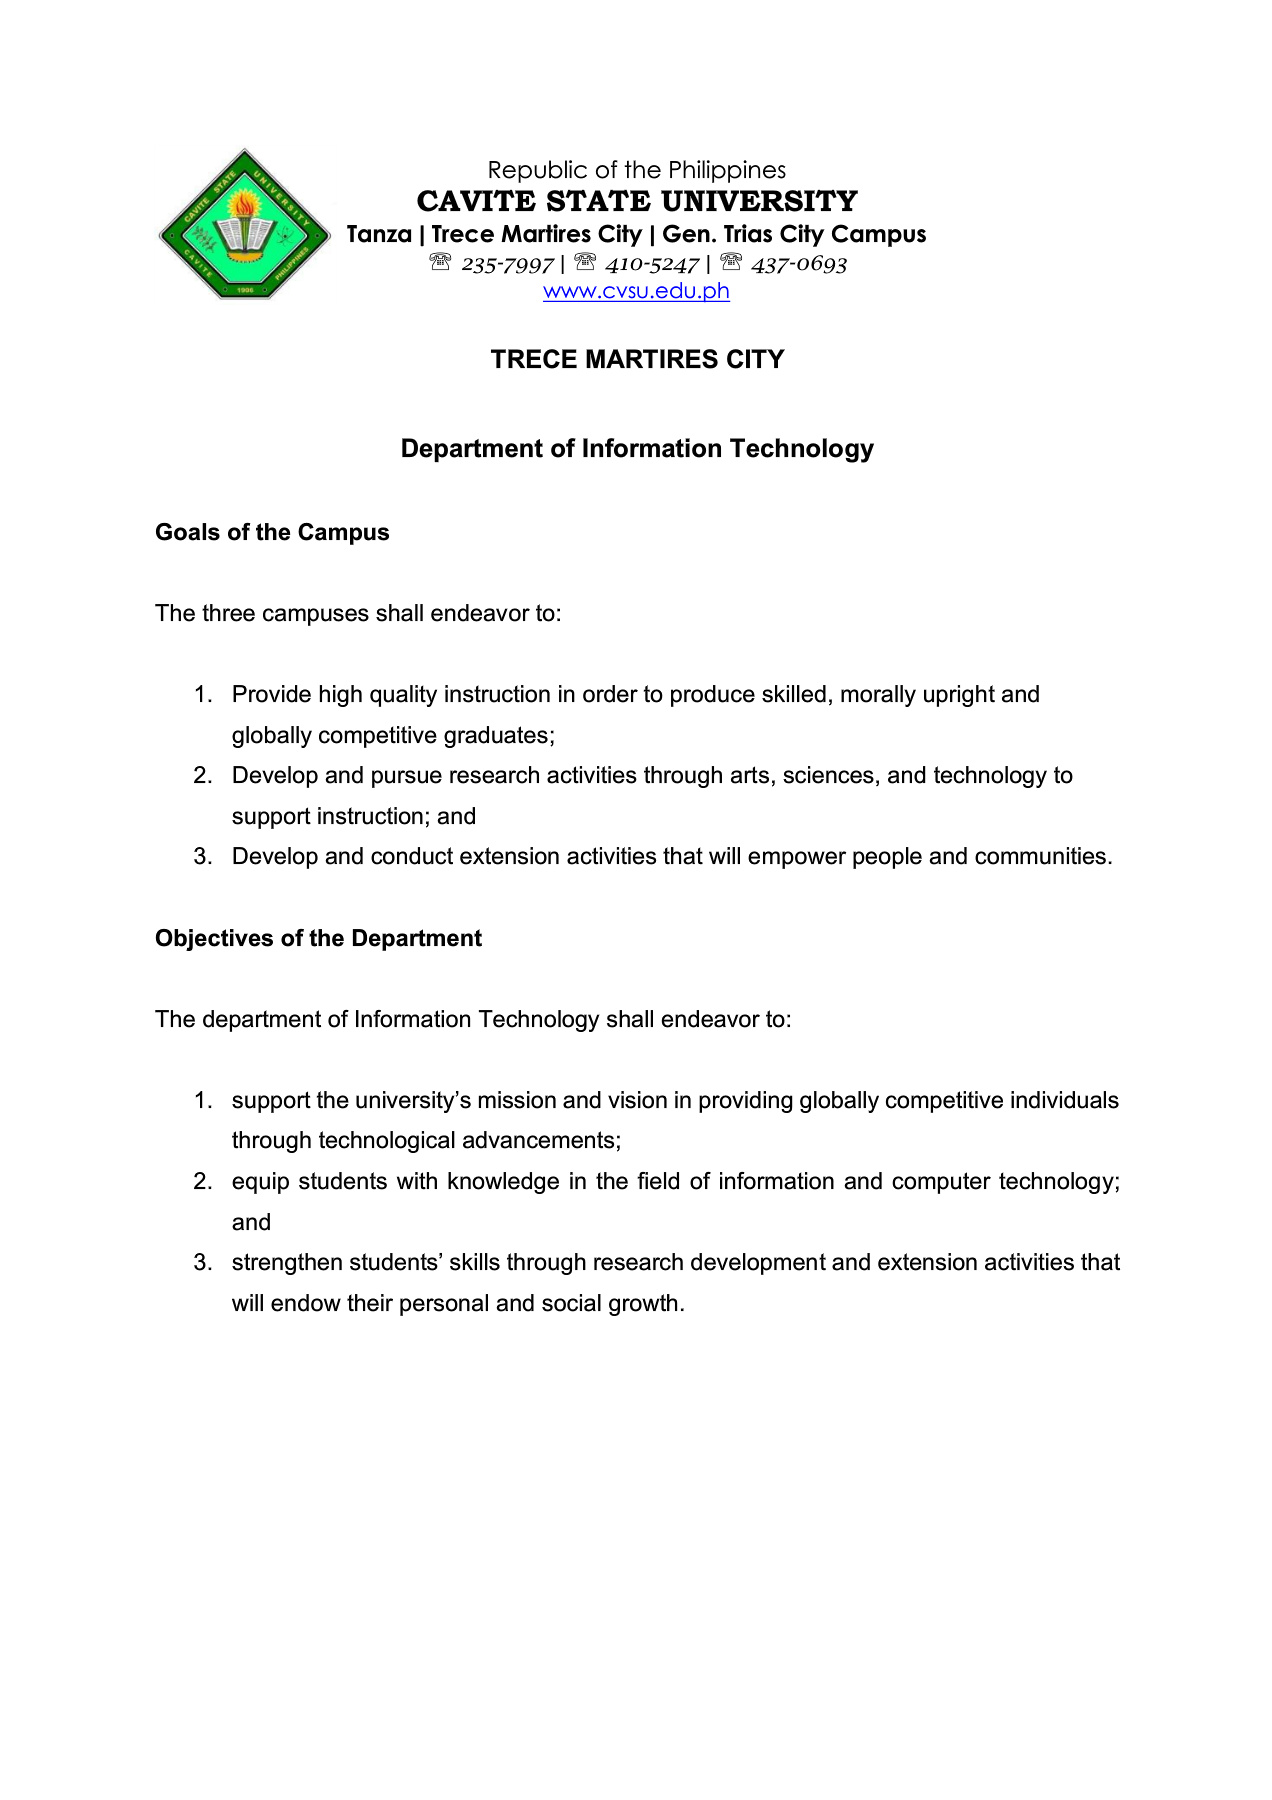 Republic of the Philippines
CAVITE STATE UNIVERSITY
Tanza | Trece Martires City | Gen. Trias City Campus
☏ 235-7997 | ☏ 410-5247 | ☏ 437-0693
www.cvsu.edu.ph
CAVITE STATE UNIVERSITY
CAVITE PHILIPPINES
1906
TRECE MARTIRES CITY
Department of Information Technology
Goals of the Campus
The three campuses shall endeavor to:
1. Provide high quality instruction in order to produce skilled, morally upright and
globally competitive graduates;
2. Develop and pursue research activities through arts, sciences, and technology to
support instruction; and
3. Develop and conduct extension activities that will empower people and communities.
Objectives of the Department
The department of Information Technology shall endeavor to:
1. support the university’s mission and vision in providing globally competitive individuals
through technological advancements;
2. equip students with knowledge in the field of information and computer technology;
and
3. strengthen students’ skills through research development and extension activities that
will endow their personal and social growth.